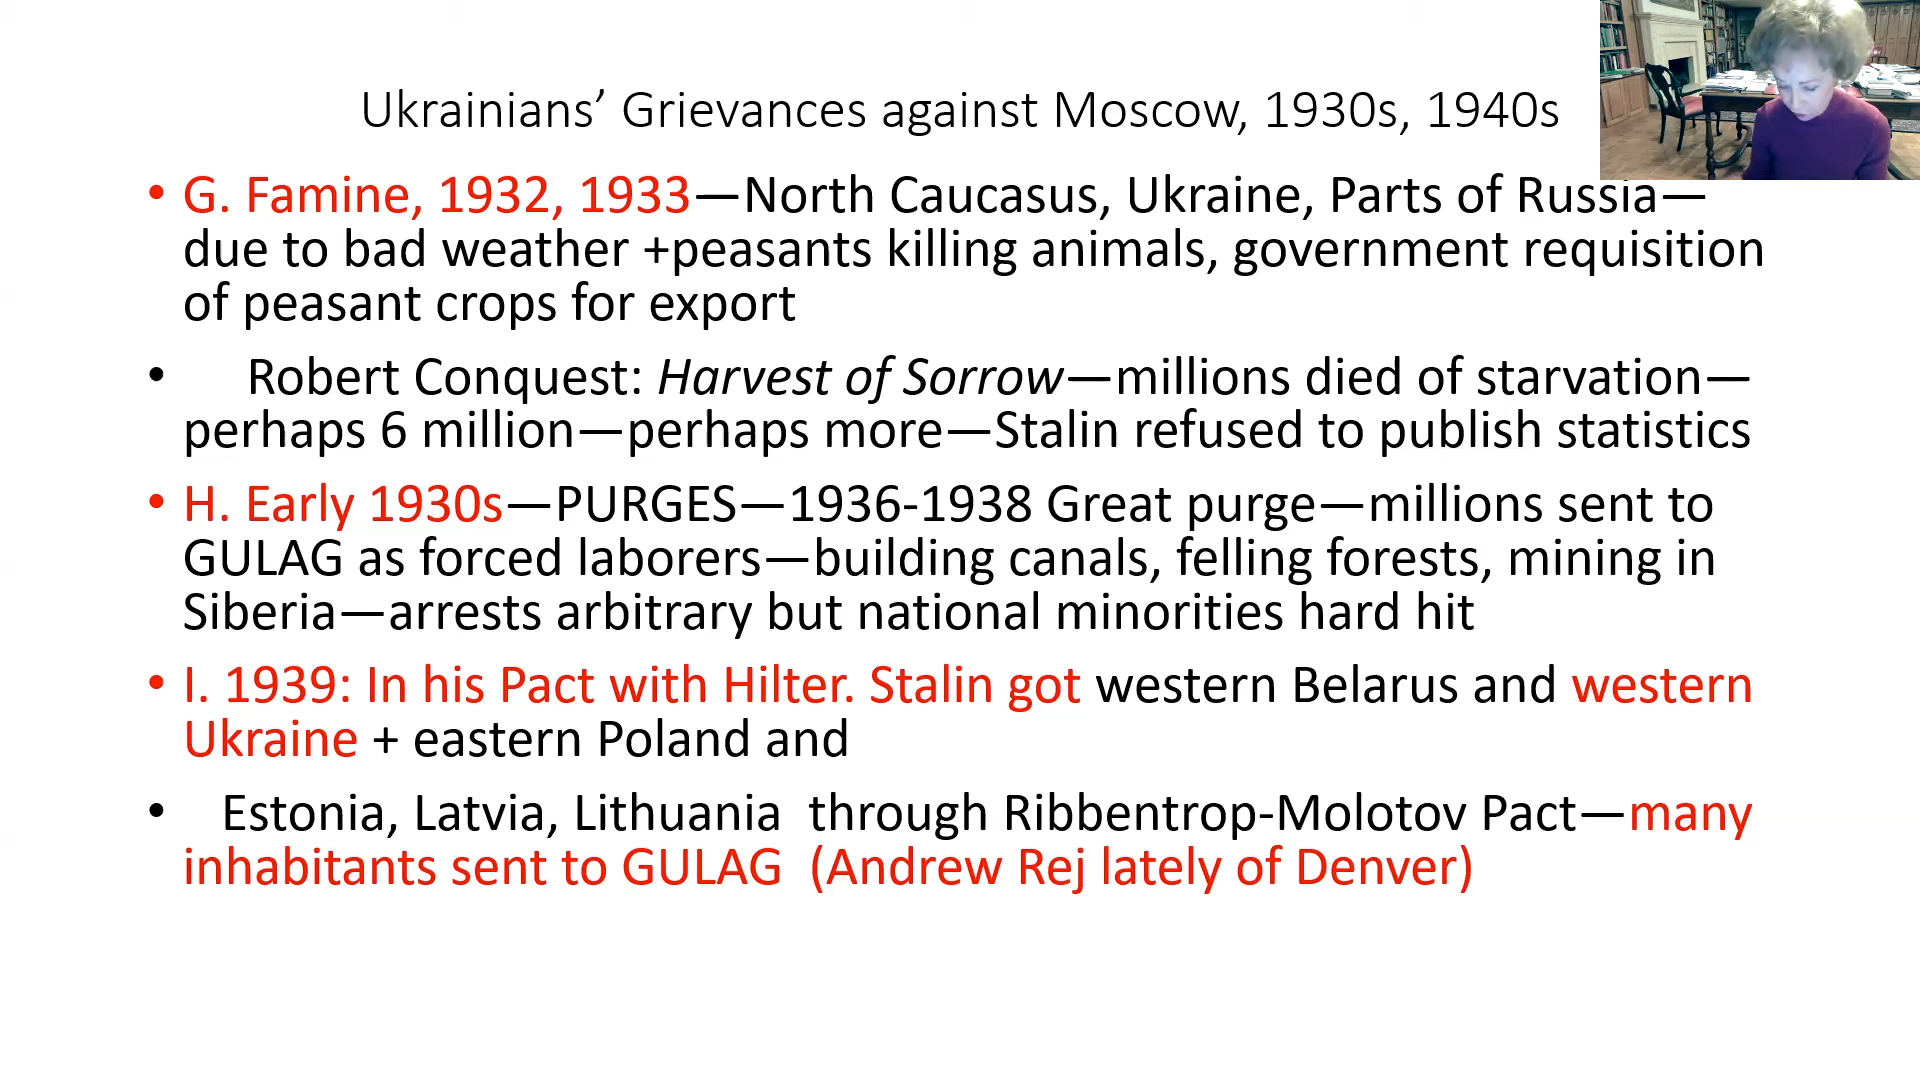 Ukrainians’ Grievances against Moscow, 1930s, 1940s
• G. Famine, 1932, 1933—North Caucasus, Ukraine, Parts of Russia—
due to bad weather +peasants killing animals, government requisition
of peasant crops for export
• Robert Conquest: Harvest of Sorrow—millions died of starvation—
perhaps 6 million—perhaps more—Stalin refused to publish statistics
• H. Early 1930s—PURGES—1936-1938 Great purge—millions sent to
GULAG as forced laborers—building canals, felling forests, mining in
Siberia—arrests arbitrary but national minorities hard hit
• I. 1939: In his Pact with Hilter. Stalin got western Belarus and western
Ukraine + eastern Poland and
• Estonia, Latvia, Lithuania through Ribbentrop-Molotov Pact—many
inhabitants sent to GULAG (Andrew Rej lately of Denver)